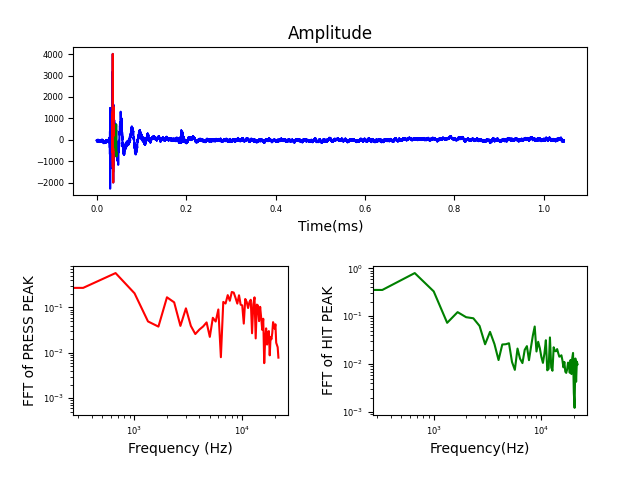 Amplitude
4000
3000
2000
1000
0
−1000
−2000
0.0 0.2 0.4 0.6 0.8 1.0
Time(ms)
FFT of PRESS PEAK
10⁻¹
10⁻²
10⁻³
10³ 10⁴
Frequency (Hz)
FFT of HIT PEAK
10⁰
10⁻¹
10⁻²
10⁻³
10³ 10⁴
Frequency(Hz)